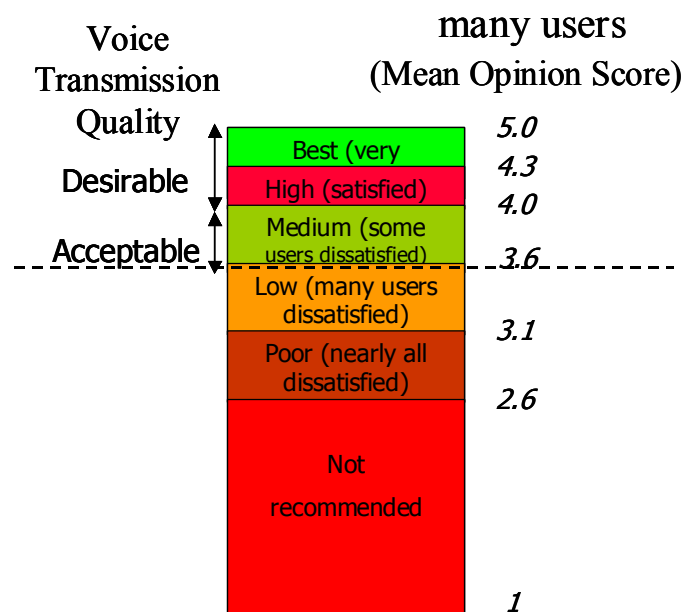 Voice
Transmission
Quality
many users
(Mean Opinion Score)
5.0
Best (very
4.3
Desirable
High (satisfied)
4.0
Medium (some
users dissatisfied)
Acceptable
3.6
Low (many users
dissatisfied)
3.1
Poor (nearly all
dissatisfied)
2.6
Not
recommended
1